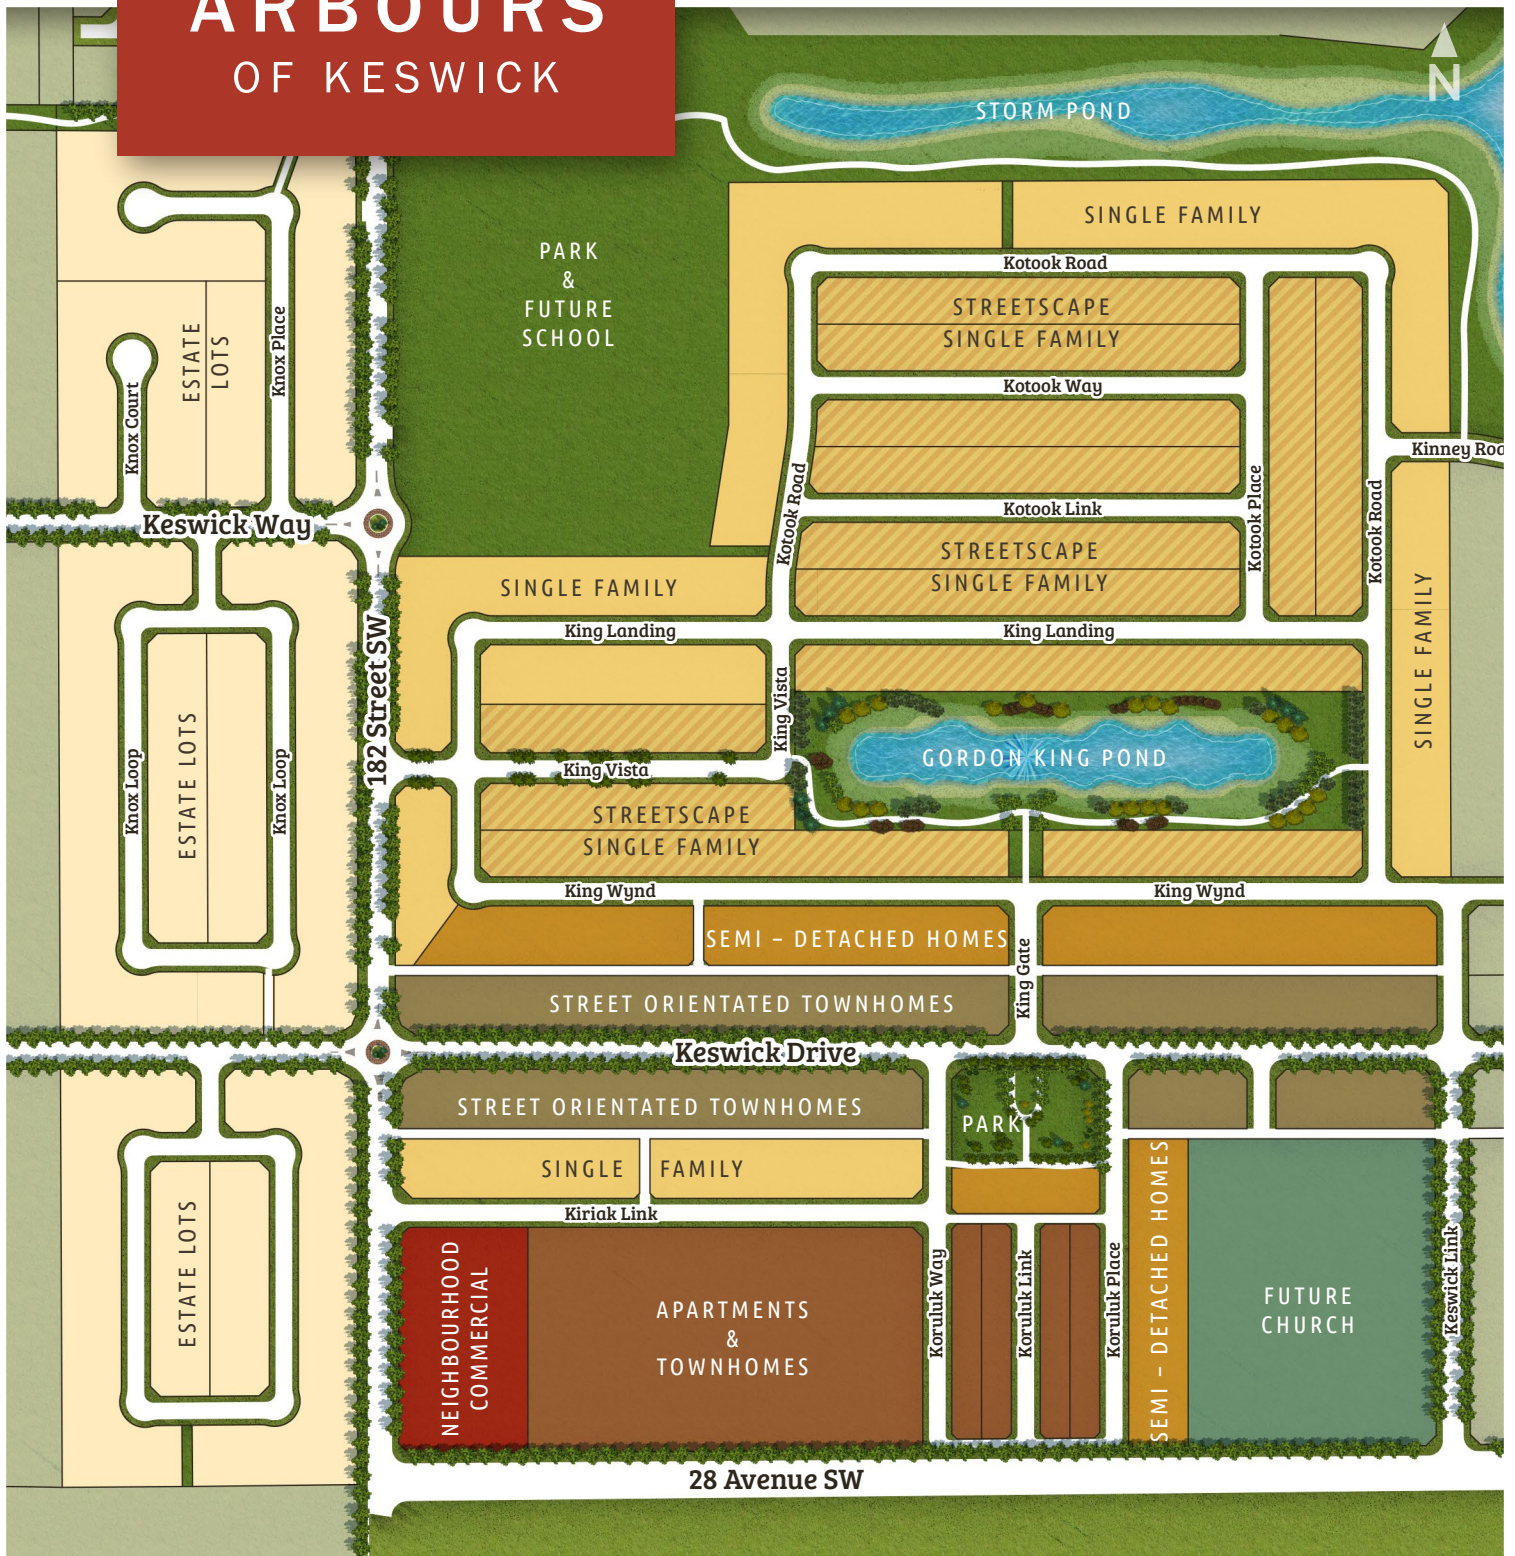 ARBOURS
OF KESWICK
N
STORM POND
SINGLE FAMILY
Kotook Road
PARK
&
FUTURE
SCHOOL
STREETSCAPE
SINGLE FAMILY
Kotook Way
ESTATE
LOTS
Knox Place
Knox Court
Kinney Roa
Kotook Road
Kotook Link
Kotook Place
Kotook Road
Keswick Way
STREETSCAPE
SINGLE FAMILY
SINGLE FAMILY
King Landing
King Landing
SINGLE FAMILY
182 Street SW
King Vista
GORDON KING POND
King Vista
Knox Loop
ESTATE LOTS
Knox Loop
STREETSCAPE
SINGLE FAMILY
King Wynd
King Wynd
SEMI – DETACHED HOMES
King Gate
STREET ORIENTATED TOWNHOMES
Keswick Drive
STREET ORIENTATED TOWNHOMES
PARK
SINGLE FAMILY
Kiriak Link
ESTATE LOTS
NEIGHBOURHOOD
COMMERCIAL
APARTMENTS
&
TOWNHOMES
Koruluk Way
Koruluk Link
Koruluk Place
SEMI – DETACHED HOMES
FUTURE
CHURCH
Keswick Link
28 Avenue SW